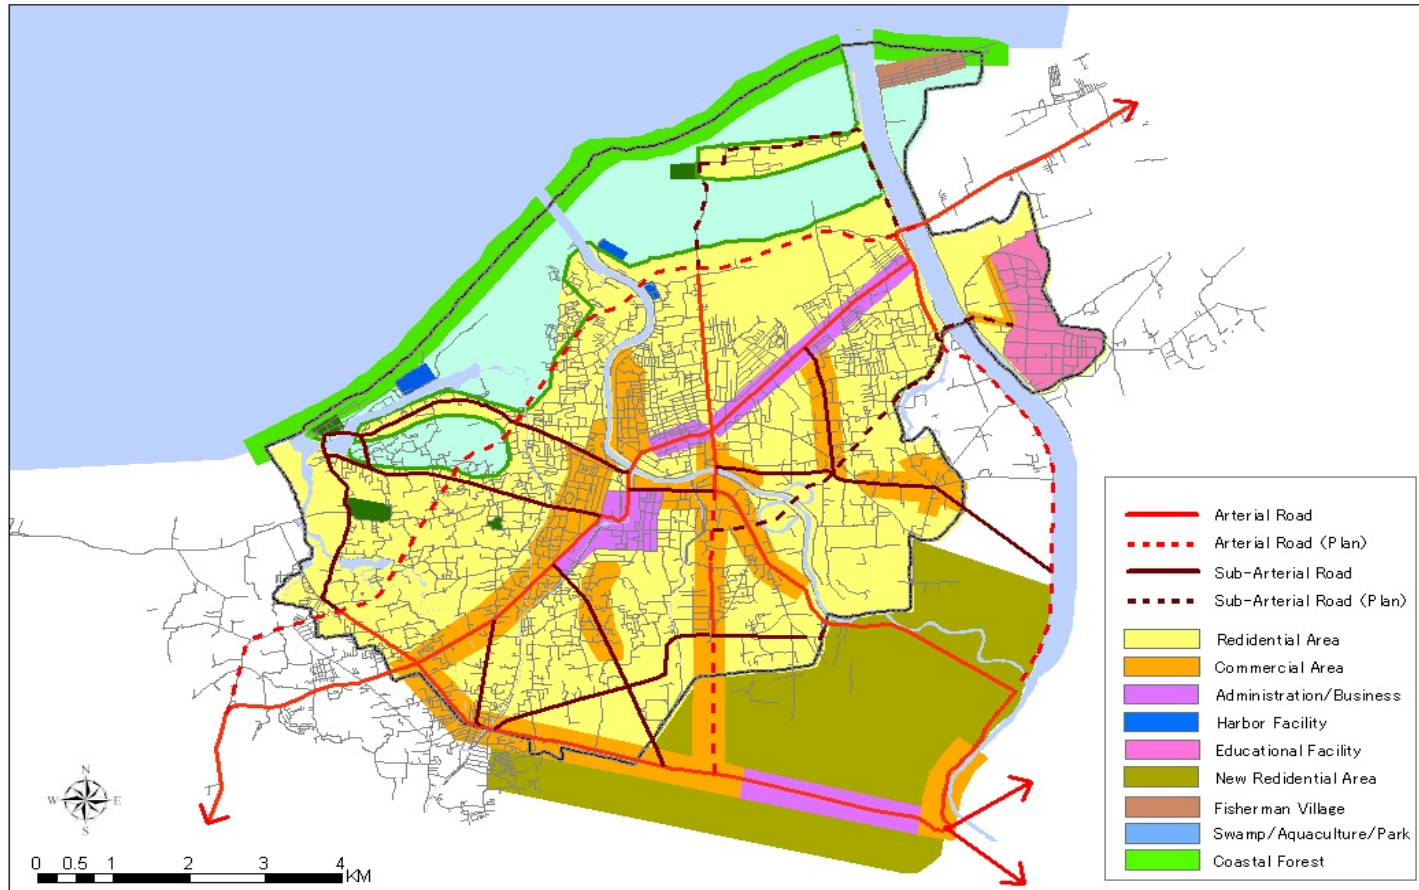 Arterial Road
Arterial Road (Plan)
Sub-Arterial Road
Sub-Arterial Road (Plan)
Redidential Area
Commercial Area
Administration/Business
Harbor Facility
Educational Facility
New Redidential Area
Fisherman Village
Swamp/Aquaculture/Park
Coastal Forest
N
W E
S
0 0.5 1 2 3 4
KM